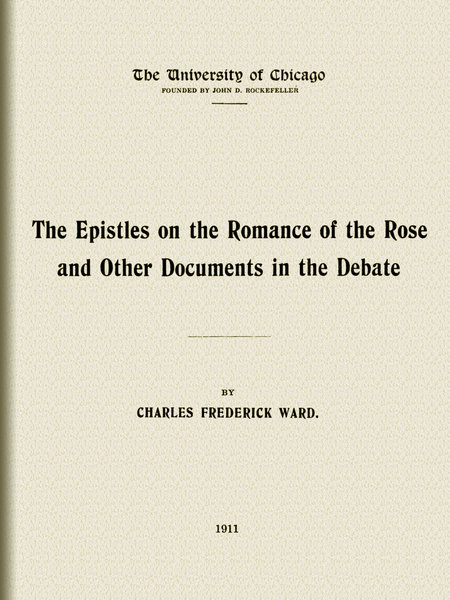 The University of Chicago
FOUNDED BY JOHN D. ROCKEFELLER
The Epistles on the Romance of the Rose
and Other Documents in the Debate
BY
CHARLES FREDERICK WARD.
1911